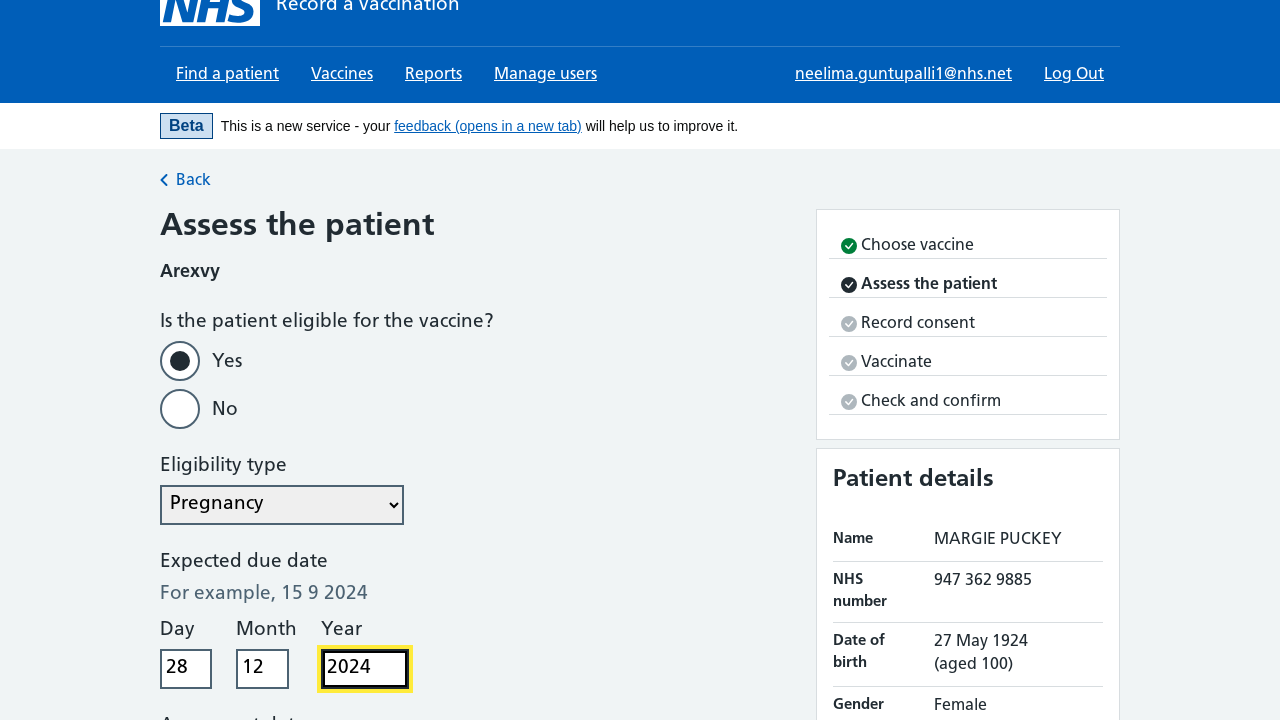 NHS Record a vaccination
Find a patient Vaccines Reports Manage users neelima.guntupalli1@nhs.net Log Out
Beta This is a new service - your feedback (opens in a new tab) will help us to improve it.
Back
Assess the patient
Arexvy
Is the patient eligible for the vaccine?
Yes
No
Eligibility type
Pregnancy
Expected due date
For example, 15 9 2024
Day Month Year
28 12 2024
Choose vaccine
Assess the patient
Record consent
Vaccinate
Check and confirm
Patient details
Name MARGIE PUCKEY
NHS number 947 362 9885
Date of birth 27 May 1924 (aged 100)
Gender Female